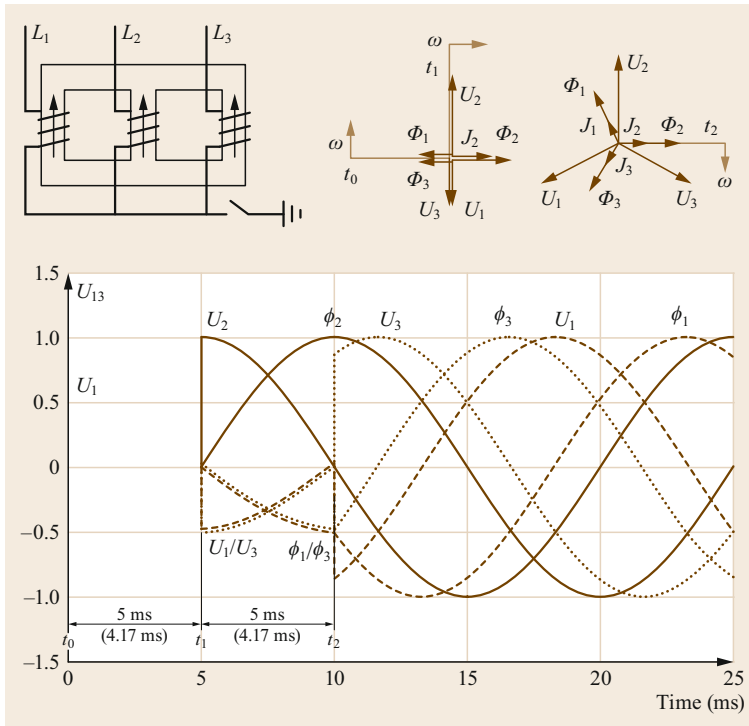 L1 L2 L3
ω
t1
U2
Φ1 J2 Φ2
ω
t0 Φ3
U3 U1
U2
Φ1
J1 J2 Φ2 t2
J3 ω
U1 Φ3 U3
1.5
U13
U2 ϕ2 U3 ϕ3 U1 ϕ1
1.0
U1
0.5
0
−0.5
U1/U3 ϕ1/ϕ3
−1.0
5 ms 5 ms
(4.17 ms) (4.17 ms)
t0 t1 t2
−1.5
0 5 10 15 20 25
Time (ms)